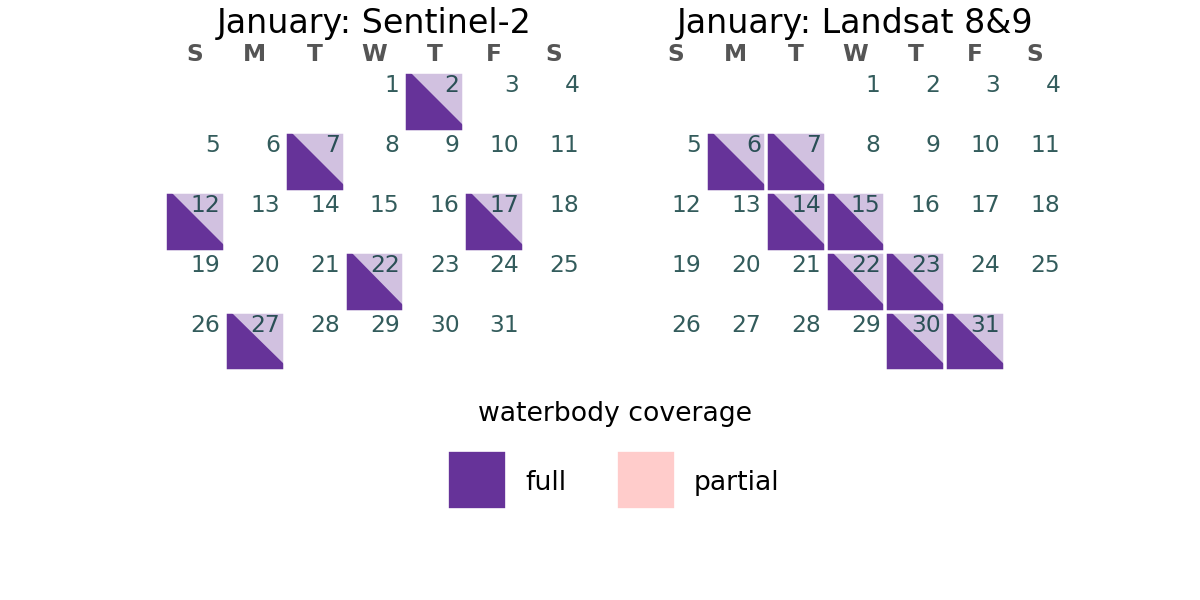 January: Sentinel-2
S M T W T F S
1 2 3 4
5 6 7 8 9 10 11
12 13 14 15 16 17 18
19 20 21 22 23 24 25
26 27 28 29 30 31
January: Landsat 8&9
S M T W T F S
1 2 3 4
5 6 7 8 9 10 11
12 13 14 15 16 17 18
19 20 21 22 23 24 25
26 27 28 29 30 31
waterbody coverage
full partial